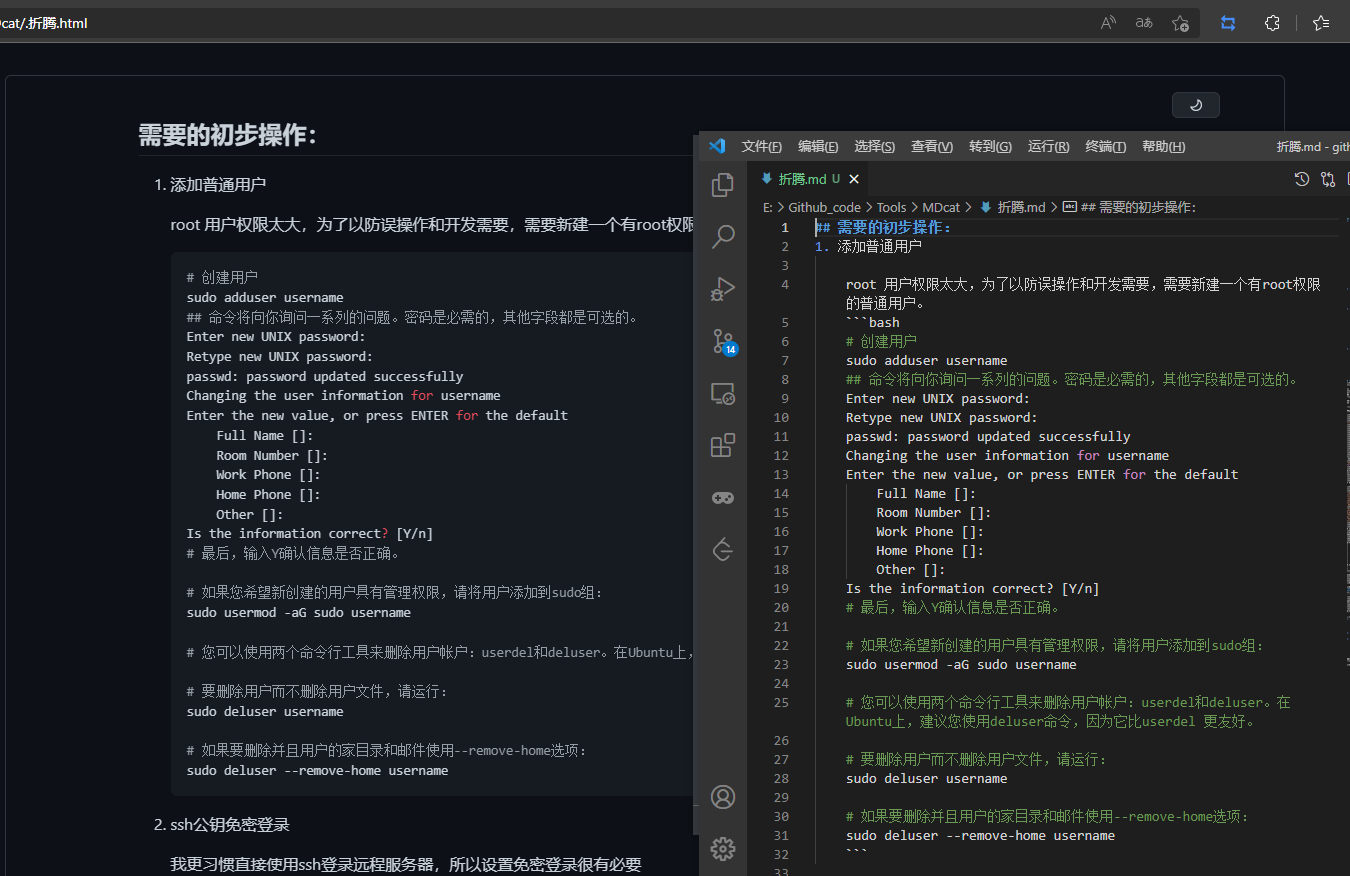 cat/.折腾.html
需要的初步操作：
1. 添加普通用户
root 用户权限太大，为了以防误操作和开发需要，需要新建一个有root权限
# 创建用户
sudo adduser username
## 命令将向你询问一系列的问题。密码是必需的，其他字段都是可选的。
Enter new UNIX password:
Retype new UNIX password:
passwd: password updated successfully
Changing the user information for username
Enter the new value, or press ENTER for the default
Full Name []:
Room Number []:
Work Phone []:
Home Phone []:
Other []:
Is the information correct? [Y/n]
# 最后，输入Y确认信息是否正确。
# 如果您希望新创建的用户具有管理权限，请将用户添加到sudo组：
sudo usermod -aG sudo username
# 您可以使用两个命令行工具来删除用户帐户：userdel和deluser。在Ubuntu上，
# 要删除用户而不删除用户文件，请运行：
sudo deluser username
# 如果要删除并且用户的家目录和邮件使用--remove-home选项：
sudo deluser --remove-home username
2. ssh公钥免密登录
我更习惯直接使用ssh登录远程服务器，所以设置免密登录很有必要
文件(F) 编辑(E) 选择(S) 查看(V) 转到(G) 运行(R) 终端(T) 帮助(H) 折腾.md - gith
折腾.md U
E: > Github_code > Tools > MDcat > 折腾.md > ## 需要的初步操作：
14
1 ## 需要的初步操作：
2 1. 添加普通用户
3
4 root 用户权限太大，为了以防误操作和开发需要，需要新建一个有root权限
的普通用户。
5 ```bash
6 # 创建用户
7 sudo adduser username
8 ## 命令将向你询问一系列的问题。密码是必需的，其他字段都是可选的。
9 Enter new UNIX password:
10 Retype new UNIX password:
11 passwd: password updated successfully
12 Changing the user information for username
13 Enter the new value, or press ENTER for the default
14 Full Name []:
15 Room Number []:
16 Work Phone []:
17 Home Phone []:
18 Other []:
19 Is the information correct? [Y/n]
20 # 最后，输入Y确认信息是否正确。
21
22 # 如果您希望新创建的用户具有管理权限，请将用户添加到sudo组：
23 sudo usermod -aG sudo username
24
25 # 您可以使用两个命令行工具来删除用户帐户：userdel和deluser。在
Ubuntu上，建议您使用deluser命令，因为它比userdel 更友好。
26
27 # 要删除用户而不删除用户文件，请运行：
28 sudo deluser username
29
30 # 如果要删除并且用户的家目录和邮件使用--remove-home选项：
31 sudo deluser --remove-home username
32 ```
33